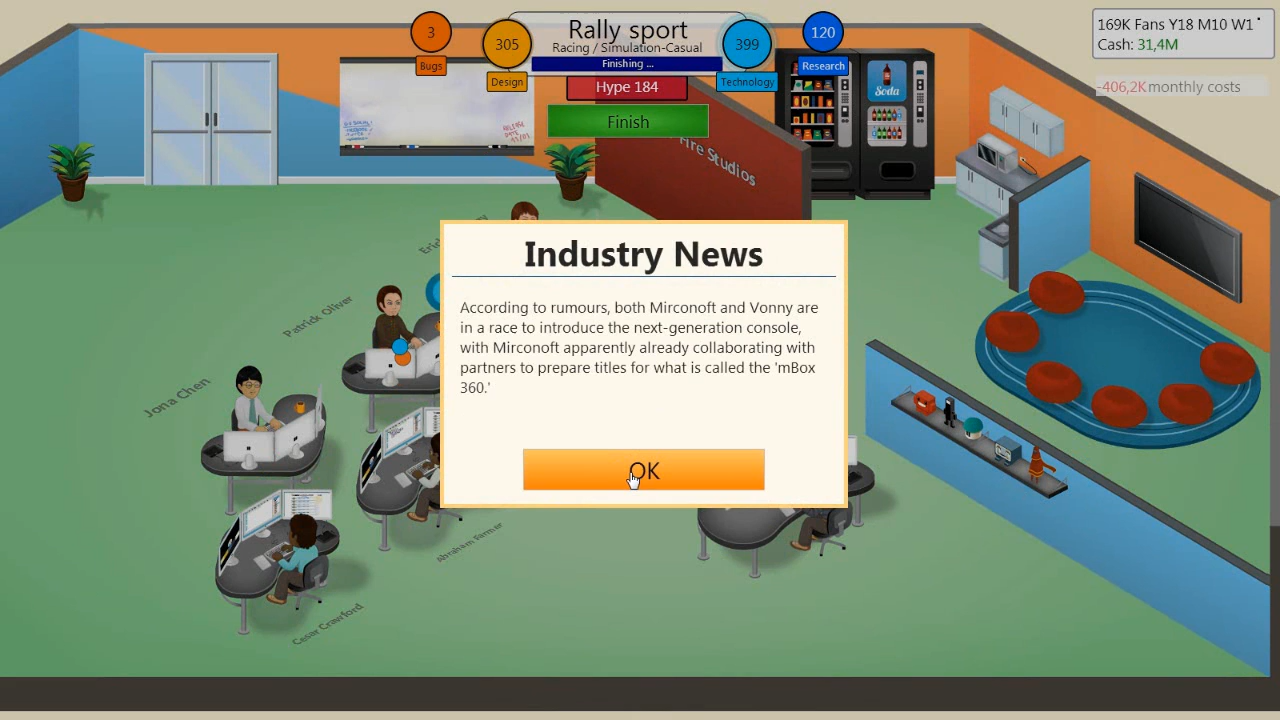 3
Bugs
305
Design
Rally sport
Racing / Simulation-Casual
Finishing ...
Hype 184
Finish
399
Technology
120
Research
169K Fans Y18 M10 W1
Cash: 31,4M
-406,2K monthly costs
Soda
Fire Studios
Patrick Oliver
Jona Chen
Abraham Farmer
Cesar Crawford
Industry News
According to rumours, both Mirconoft and Vonny are
in a race to introduce the next-generation console,
with Mirconoft apparently already collaborating with
partners to prepare titles for what is called the 'mBox
360.'
OK